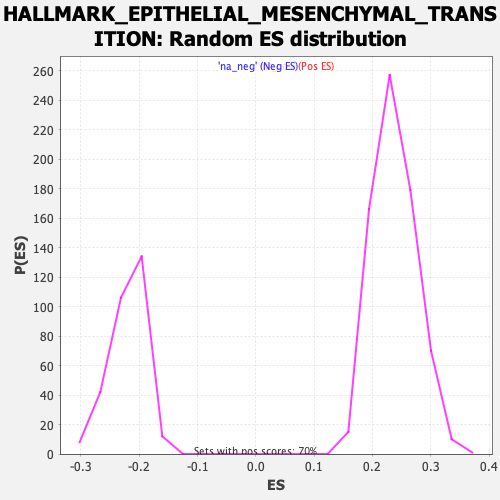 HALLMARK_EPITHELIAL_MESENCHYMAL_TRANS
ITION: Random ES distribution
'na_neg' (Neg ES)(Pos ES)
260
240
220
200
180
160
140
120
100
80
60
40
20
0
P(ES)
Sets with pos scores: 70%
-0.3 -0.2 -0.1 0.0 0.1 0.2 0.3 0.4
ES